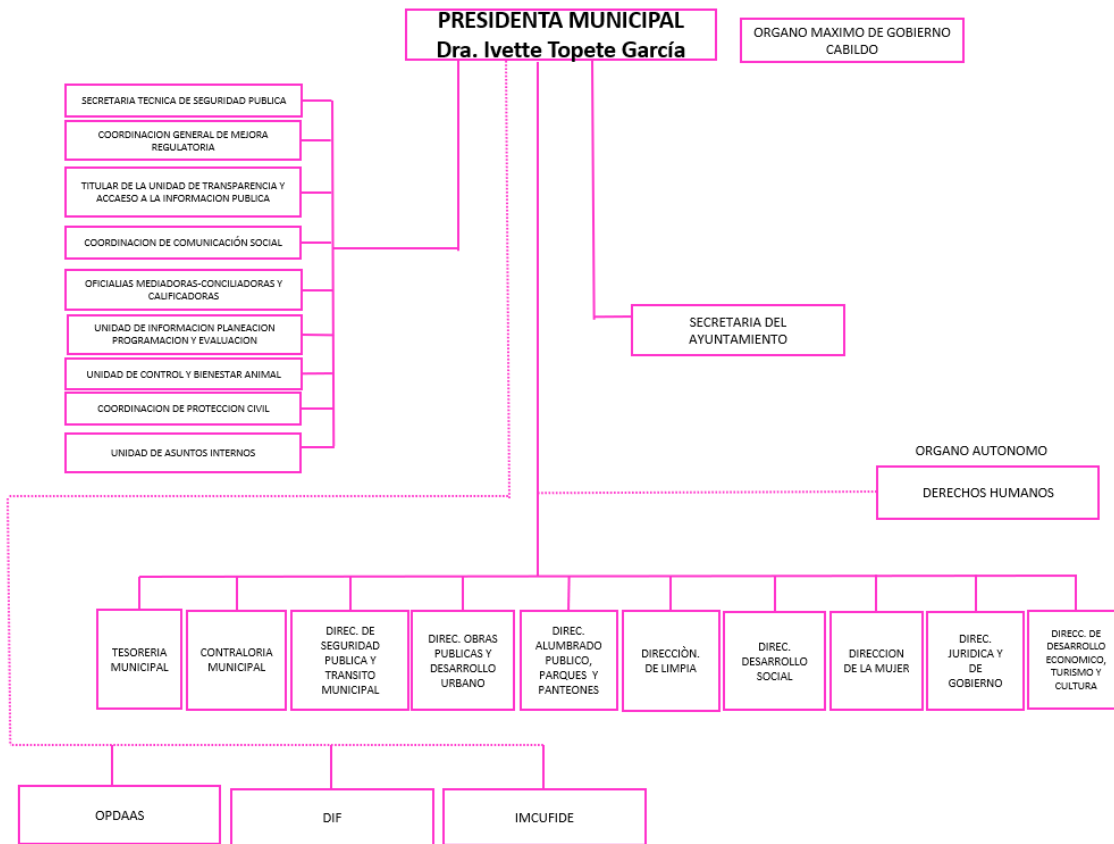 PRESIDENTA MUNICIPAL
Dra. Ivette Topete García
ORGANO MAXIMO DE GOBIERNO
CABILDO
SECRETARIA TECNICA DE SEGURIDAD PUBLICA
COORDINACION GENERAL DE MEJORA
REGULATORIA
TITULAR DE LA UNIDAD DE TRANSPARENCIA Y
ACCAESO A LA INFORMACION PUBLICA
COORDINACION DE COMUNICACIÓN SOCIAL
OFICIALIAS MEDIADORAS-CONCILIADORAS Y
CALIFICADORAS
UNIDAD DE INFORMACION PLANEACION
PROGRAMACION Y EVALUACION
UNIDAD DE CONTROL Y BIENESTAR ANIMAL
COORDINACION DE PROTECCION CIVIL
UNIDAD DE ASUNTOS INTERNOS
SECRETARIA DEL
AYUNTAMIENTO
ORGANO AUTONOMO
DERECHOS HUMANOS
TESORERIA
MUNICIPAL
CONTRALORIA
MUNICIPAL
DIREC. DE
SEGURIDAD
PUBLICA Y
TRANSITO
MUNICIPAL
DIREC. OBRAS
PUBLICAS Y
DESARROLLO
URBANO
DIREC.
ALUMBRADO
PUBLICO,
PARQUES Y
PANTEONES
DIRECCIÒN.
DE LIMPIA
DIREC.
DESARROLLO
SOCIAL
DIRECCION
DE LA MUJER
DIREC.
JURIDICA Y
DE
GOBIERNO
DIRECC. DE
DESARROLLO
ECONOMICO,
TURISMO Y
CULTURA
OPDAAS
DIF
IMCUFIDE